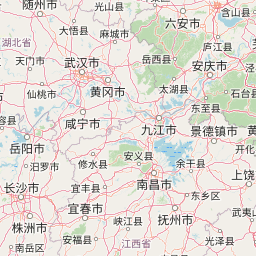 随州市
光山县
六安市
含山县
大悟县
麻城市
庐江县
湖北省
岳西县
天门市
武汉市
安庆市
仙桃市
黄冈市
太湖县
石台县
东至县
咸宁市
九江市
景德镇市
岳阳市
汨罗市
修水县
安义县
余干县
开化
长沙市
宜丰县
南昌市
上饶
东乡区
株洲市
宜春市
峡江县
抚州市
武夷
南岳区
安福县
江西省
光泽县